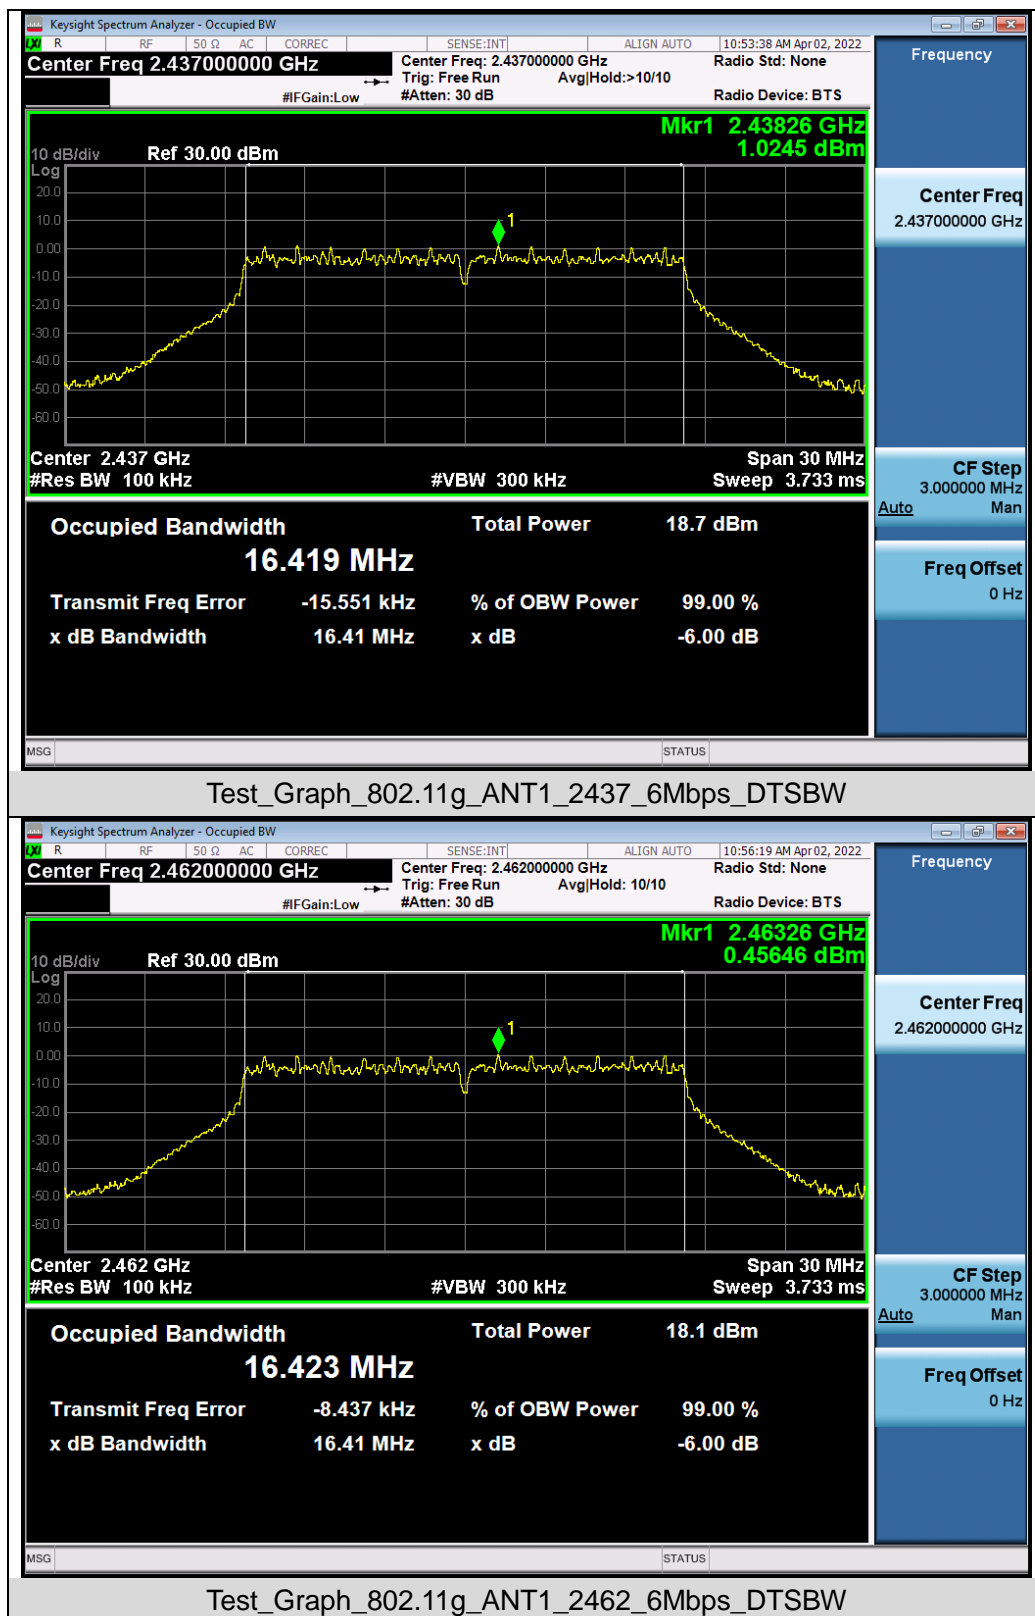 Keysight Spectrum Analyzer - Occupied BW
LXI R RF 50 Ω AC CORREC SENSE:INT ALIGN AUTO 10:53:38 AM Apr 02, 2022
Center Freq 2.437000000 GHz
Center Freq: 2.437000000 GHz Radio Std: None
Trig: Free Run Avg|Hold:>10/10
#IFGain:Low #Atten: 30 dB Radio Device: BTS
Frequency
Mkr1 2.43826 GHz
1.0245 dBm
10 dB/div Ref 30.00 dBm
Log
20.0
10.0
0.00
-10.0
-20.0
-30.0
-40.0
-50.0
-60.0
1
Center 2.437 GHz Span 30 MHz
#Res BW 100 kHz #VBW 300 kHz Sweep 3.733 ms
Center Freq
2.437000000 GHz
CF Step
3.000000 MHz
Auto Man
Freq Offset
0 Hz
Occupied Bandwidth Total Power 18.7 dBm
16.419 MHz
Transmit Freq Error -15.551 kHz % of OBW Power 99.00 %
x dB Bandwidth 16.41 MHz x dB -6.00 dB
MSG STATUS
Test_Graph_802.11g_ANT1_2437_6Mbps_DTSBW
Keysight Spectrum Analyzer - Occupied BW
LXI R RF 50 Ω AC CORREC SENSE:INT ALIGN AUTO 10:56:19 AM Apr 02, 2022
Center Freq 2.462000000 GHz
Center Freq: 2.462000000 GHz Radio Std: None
Trig: Free Run Avg|Hold: 10/10
#IFGain:Low #Atten: 30 dB Radio Device: BTS
Frequency
Mkr1 2.46326 GHz
0.45646 dBm
10 dB/div Ref 30.00 dBm
Log
20.0
10.0
0.00
-10.0
-20.0
-30.0
-40.0
-50.0
-60.0
1
Center 2.462 GHz Span 30 MHz
#Res BW 100 kHz #VBW 300 kHz Sweep 3.733 ms
Center Freq
2.462000000 GHz
CF Step
3.000000 MHz
Auto Man
Freq Offset
0 Hz
Occupied Bandwidth Total Power 18.1 dBm
16.423 MHz
Transmit Freq Error -8.437 kHz % of OBW Power 99.00 %
x dB Bandwidth 16.41 MHz x dB -6.00 dB
MSG STATUS
Test_Graph_802.11g_ANT1_2462_6Mbps_DTSBW